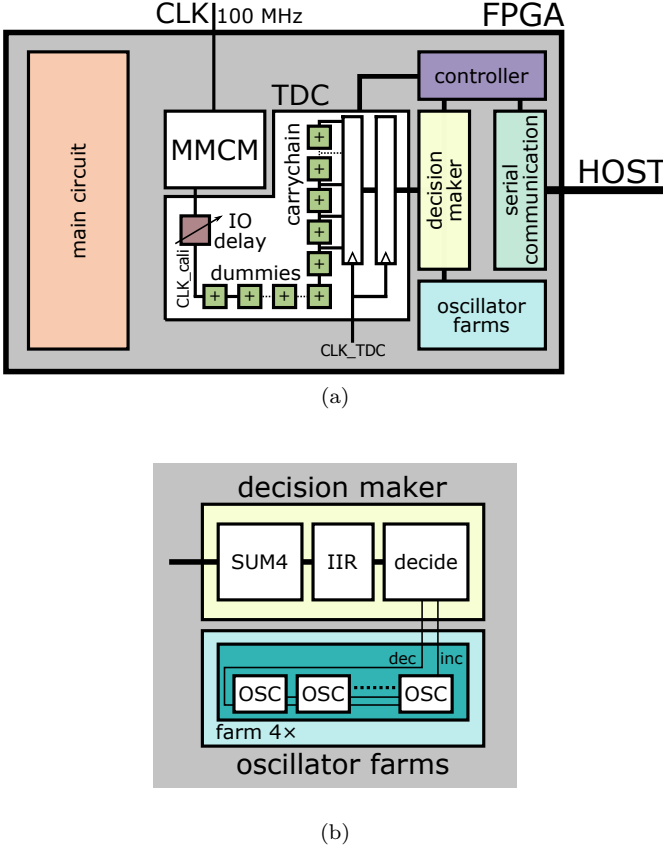 CLK 100 MHz
FPGA
main circuit
MMCM
TDC
controller
carrychain
decision
maker
serial
communication
HOST
IO
delay
CLK_cali
dummies
+
+
+
+
+
+
+
+
+
CLK_TDC
oscillator
farms
(a)
decision maker
SUM4
IIR
decide
dec
inc
OSC
OSC
OSC
farm 4×
oscillator farms
(b)